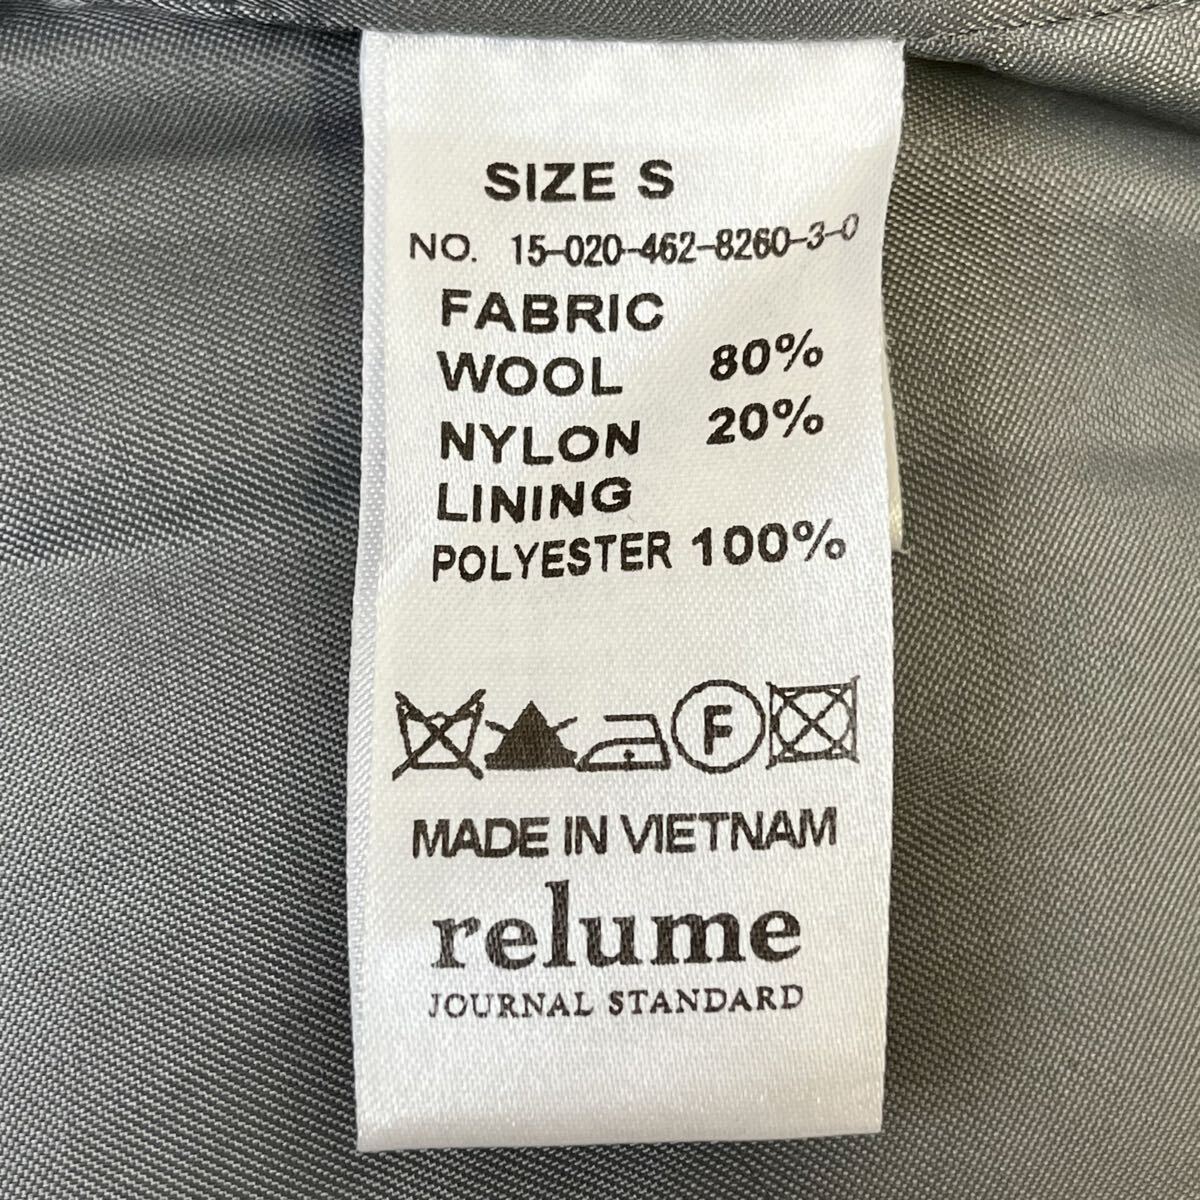 SIZE S
NO. 15-020-462-8260-3-0
FABRIC
WOOL 80%
NYLON 20%
LINING
POLYESTER 100%
F
MADE IN VIETNAM
relume
JOURNAL STANDARD